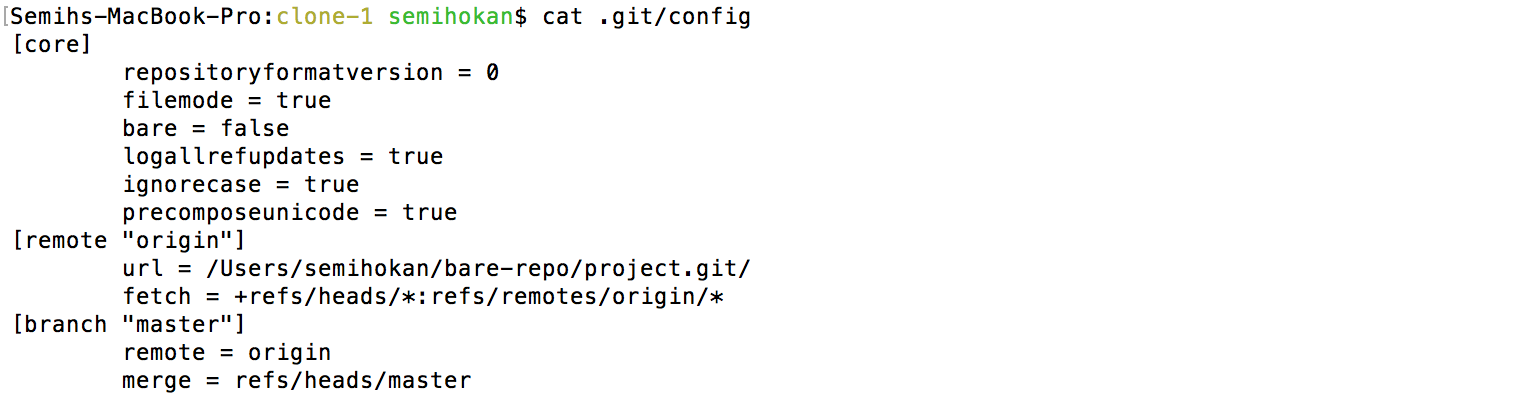 [Semihs-MacBook-Pro:clone-1 semihokan$ cat .git/config
[core]
        repositoryformatversion = 0
        filemode = true
        bare = false
        logallrefupdates = true
        ignorecase = true
        precomposeunicode = true
[remote "origin"]
        url = /Users/semihokan/bare-repo/project.git/
        fetch = +refs/heads/*:refs/remotes/origin/*
[branch "master"]
        remote = origin
        merge = refs/heads/master